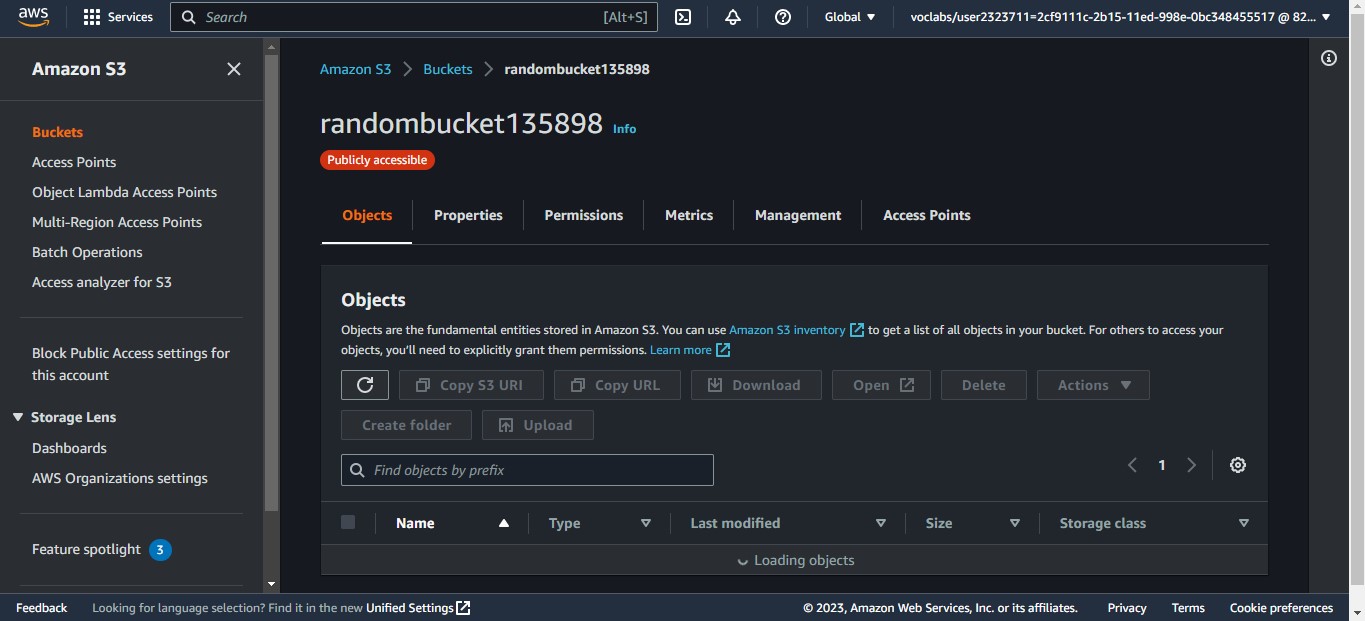 aws Services Search [Alt+S] Global voclabs/user2323711=2cf9111c-2b15-11ed-998e-0bc348455517 @ 82...
Amazon S3
Buckets
Access Points
Object Lambda Access Points
Multi-Region Access Points
Batch Operations
Access analyzer for S3
Block Public Access settings for
this account
Storage Lens
Dashboards
AWS Organizations settings
Feature spotlight 3
Amazon S3 Buckets randombucket135898
randombucket135898 Info
Publicly accessible
Objects Properties Permissions Metrics Management Access Points
Objects
Objects are the fundamental entities stored in Amazon S3. You can use Amazon S3 inventory to get a list of all objects in your bucket. For others to access your
objects, you'll need to explicitly grant them permissions. Learn more
Copy S3 URI Copy URL Download Open Delete Actions
Create folder Upload
Find objects by prefix 1
Name Type Last modified Size Storage class
Loading objects
Feedback Looking for language selection? Find it in the new Unified Settings © 2023, Amazon Web Services, Inc. or its affiliates. Privacy Terms Cookie preferences